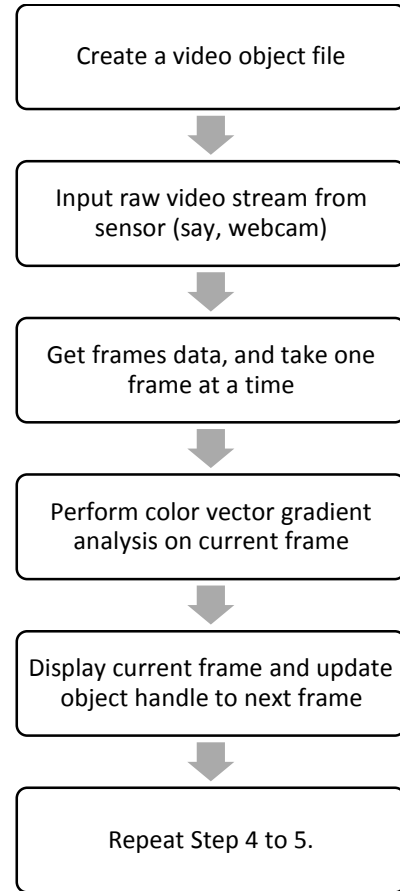 Create a video object file
Input raw video stream from
sensor (say, webcam)
Get frames data, and take one
frame at a time
Perform color vector gradient
analysis on current frame
Display current frame and update
object handle to next frame
Repeat Step 4 to 5.